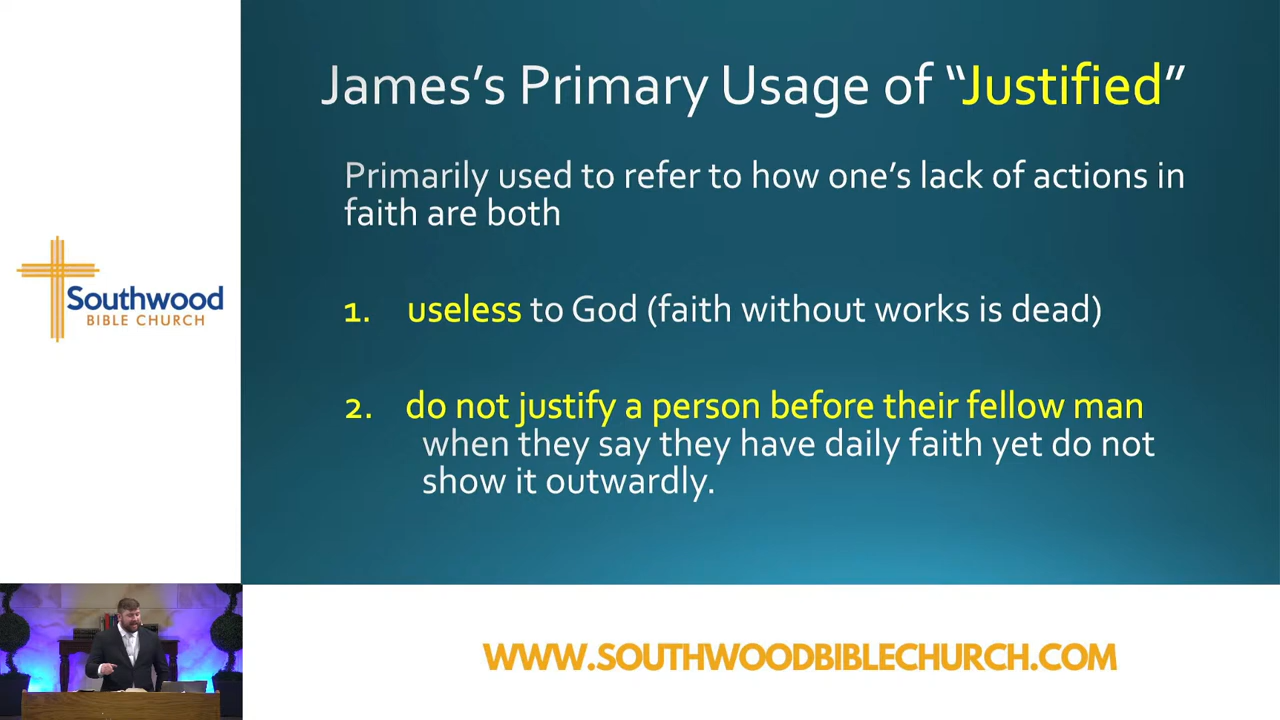 James’s Primary Usage of “Justified”
Primarily used to refer to how one’s lack of actions in
faith are both
1. useless to God (faith without works is dead)
2. do not justify a person before their fellow man
when they say they have daily faith yet do not
show it outwardly.
Southwood
BIBLE CHURCH
WWW.SOUTHWOODBIBLECHURCH.COM